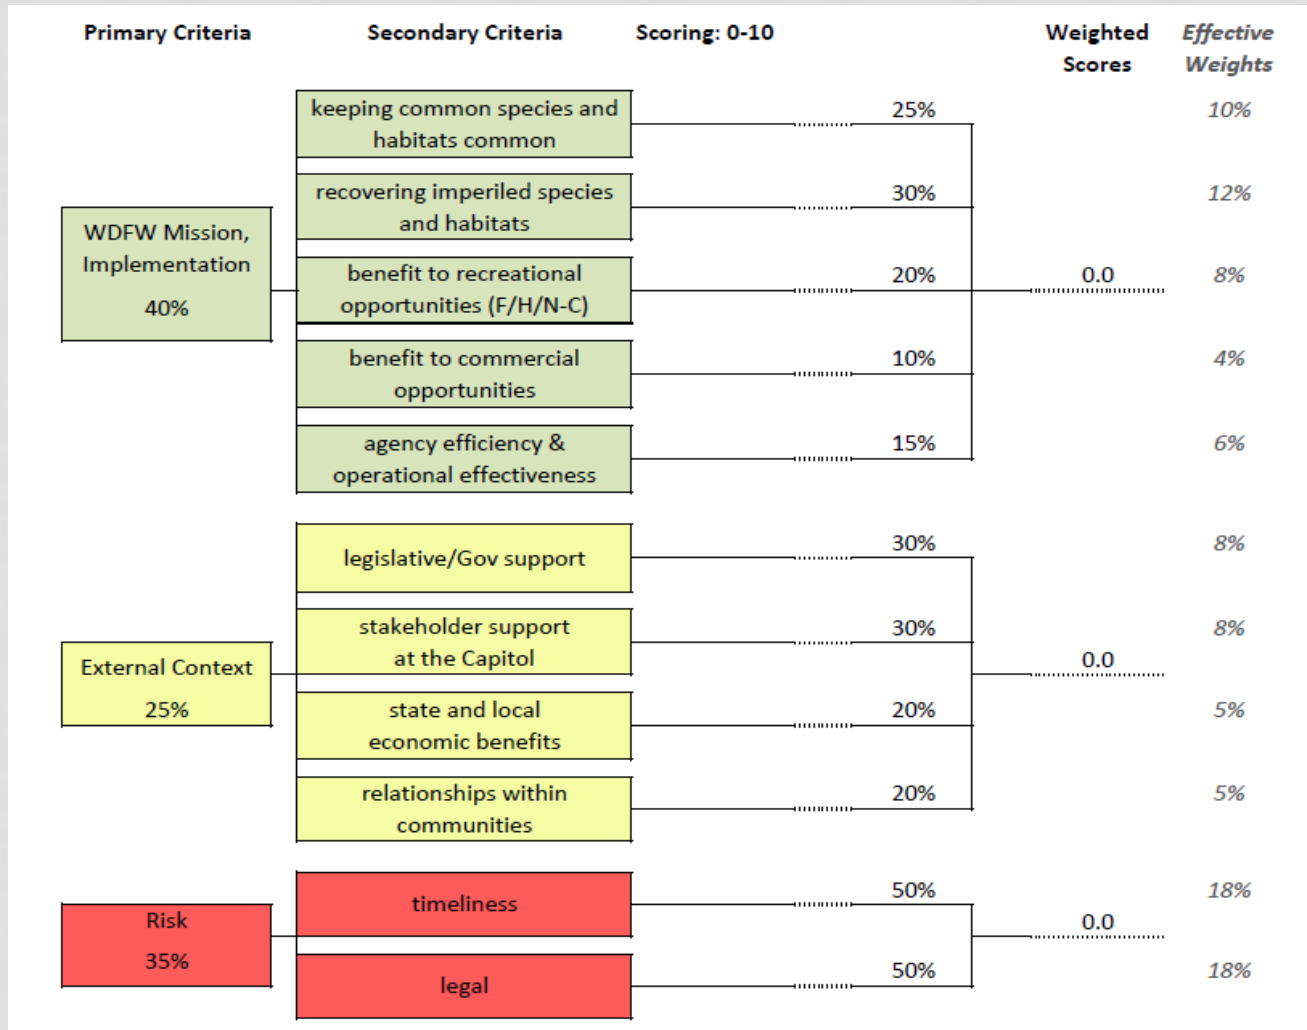 Primary Criteria
Secondary Criteria
Scoring: 0-10
Weighted
Scores
Effective
Weights
WDFW Mission,
Implementation
40%
keeping common species and
habitats common
25%
10%
recovering imperiled species
and habitats
30%
12%
benefit to recreational
opportunities (F/H/N-C)
20%
0.0
8%
benefit to commercial
opportunities
10%
4%
agency efficiency &
operational effectiveness
15%
6%
External Context
25%
legislative/Gov support
30%
8%
stakeholder support
at the Capitol
30%
0.0
8%
state and local
economic benefits
20%
5%
relationships within
communities
20%
5%
Risk
35%
timeliness
50%
0.0
18%
legal
50%
18%